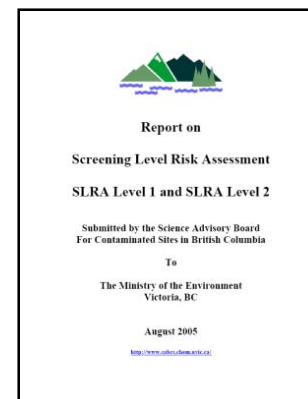 Report on
Screening Level Risk Assessment
SLRA Level 1 and SLRA Level 2
Submitted by the Science Advisory Board
For Contaminated Sites in British Columbia
To
The Ministry of the Environment
Victoria, BC
August 2005